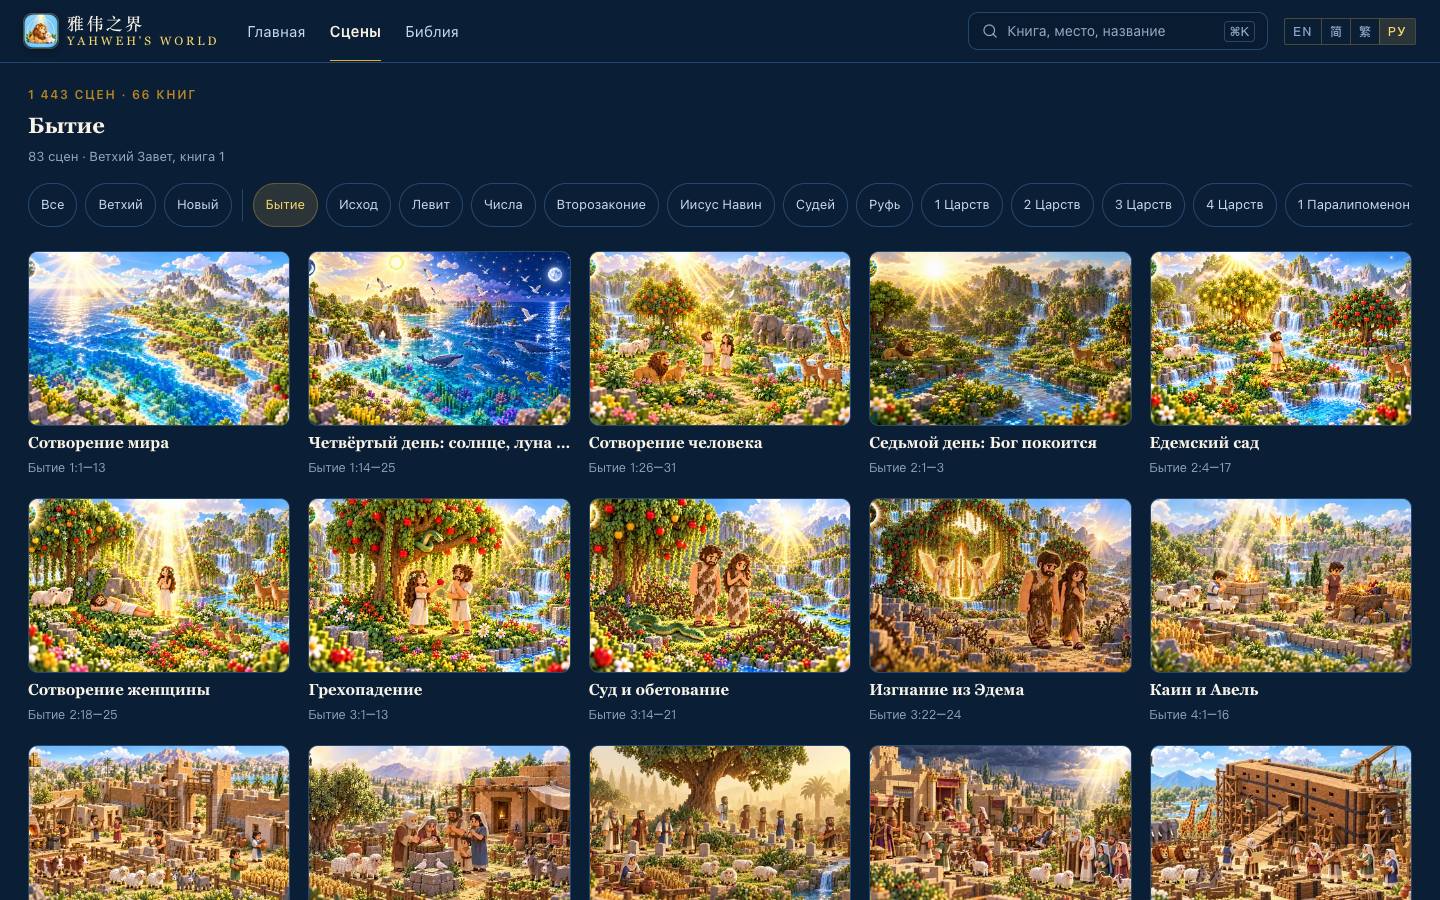 雅伟之界
YAHWEH'S WORLD
Главная
Сцены
Библия
Книга, место, название
⌘K
EN
简
繁
РУ
1 443 СЦЕН · 66 КНИГ
Бытие
83 сцен · Ветхий Завет, книга 1
Все
Ветхий
Новый
Бытие
Исход
Левит
Числа
Второзаконие
Иисус Навин
Судей
Руфь
1 Царств
2 Царств
3 Царств
4 Царств
1 Паралипоменон
Сотворение мира
Бытие 1:1–13
Четвёртый день: солнце, луна ...
Бытие 1:14–25
Сотворение человека
Бытие 1:26–31
Седьмой день: Бог покоится
Бытие 2:1–3
Едемский сад
Бытие 2:4–17
Сотворение женщины
Бытие 2:18–25
Грехопадение
Бытие 3:1–13
Суд и обетование
Бытие 3:14–21
Изгнание из Эдема
Бытие 3:22–24
Каин и Авель
Бытие 4:1–16